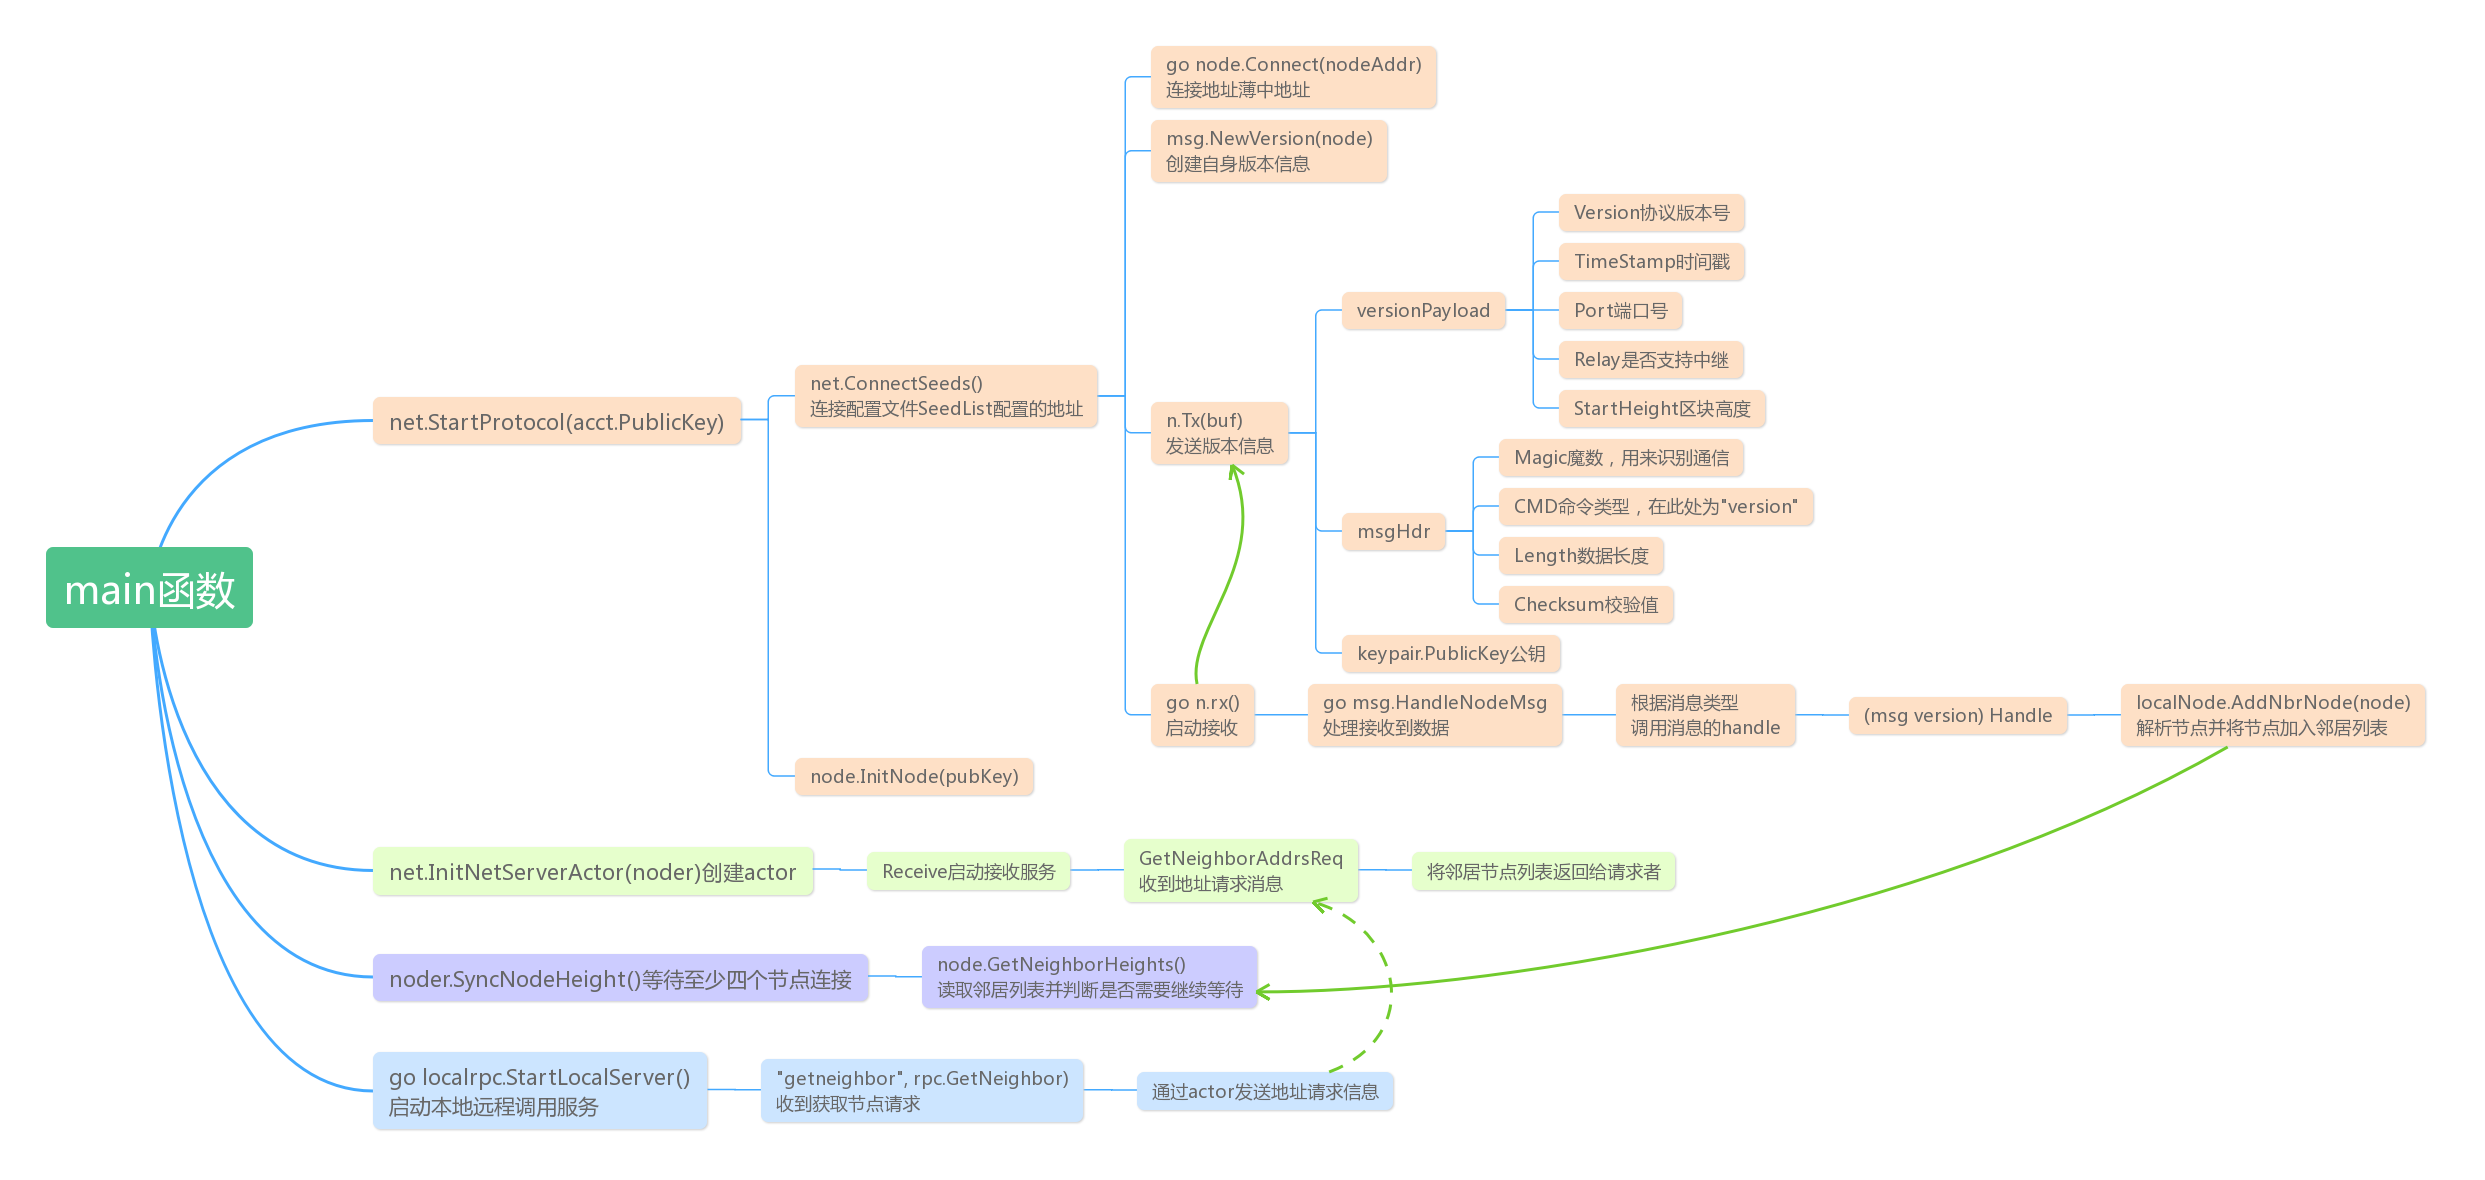 main函数
net.StartProtocol(acct.PublicKey)
net.ConnectSeeds()
连接配置文件SeedList配置的地址
go node.Connect(nodeAddr)
连接地址薄中地址
msg.NewVersion(node)
创建自身版本信息
n.Tx(buf)
发送版本信息
versionPayload
Version协议版本号
TimeStamp时间戳
Port端口号
Relay是否支持中继
StartHeight区块高度
msgHdr
Magic魔数，用来识别通信
CMD命令类型，在此处为"version"
Length数据长度
Checksum校验值
keypair.PublicKey公钥
go n.rx()
启动接收
go msg.HandleNodeMsg
处理接收到数据
根据消息类型
调用消息的handle
(msg version) Handle
localNode.AddNbrNode(node)
解析节点并将节点加入邻居列表
node.InitNode(pubKey)
net.InitNetServerActor(noder)创建actor
Receive启动接收服务
GetNeighborAddrsReq
收到地址请求消息
将邻居节点列表返回给请求者
noder.SyncNodeHeight()等待至少四个节点连接
node.GetNeighborHeights()
读取邻居列表并判断是否需要继续等待
go localrpc.StartLocalServer()
启动本地远程调用服务
"getneighbor", rpc.GetNeighbor)
收到获取节点请求
通过actor发送地址请求信息